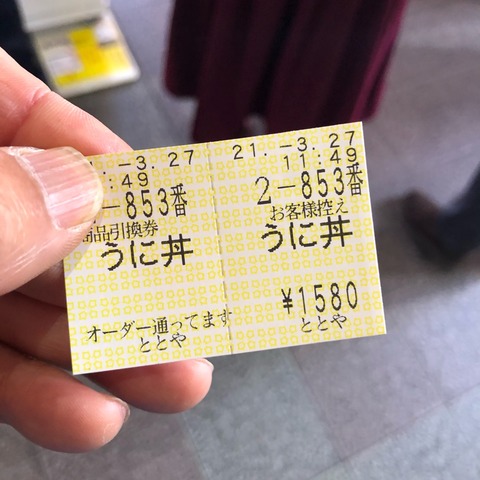 -3.27
49
-853番
品引換券
うに丼
オーダー通ってます
ととや
21.-3.27
11:49
2-853番
お客様控え
うに丼
¥1580
ととや